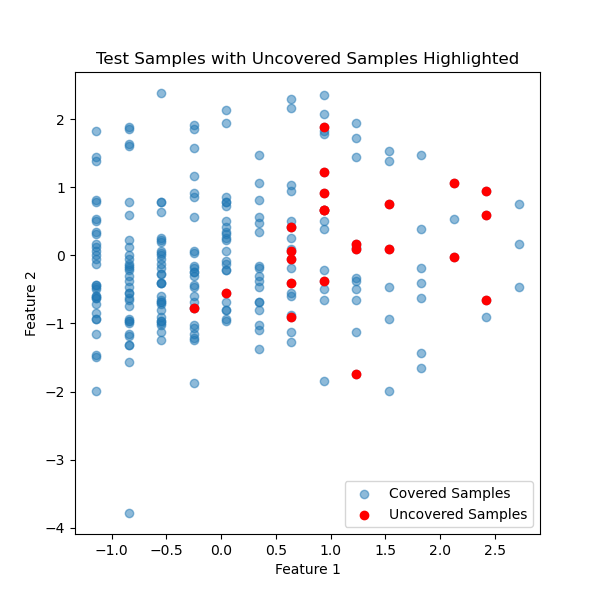 Test Samples with Uncovered Samples Highlighted
2
1
0
−1
−2
−3
−4
Feature 2
−1.0 −0.5 0.0 0.5 1.0 1.5 2.0 2.5
Feature 1
Covered Samples
Uncovered Samples